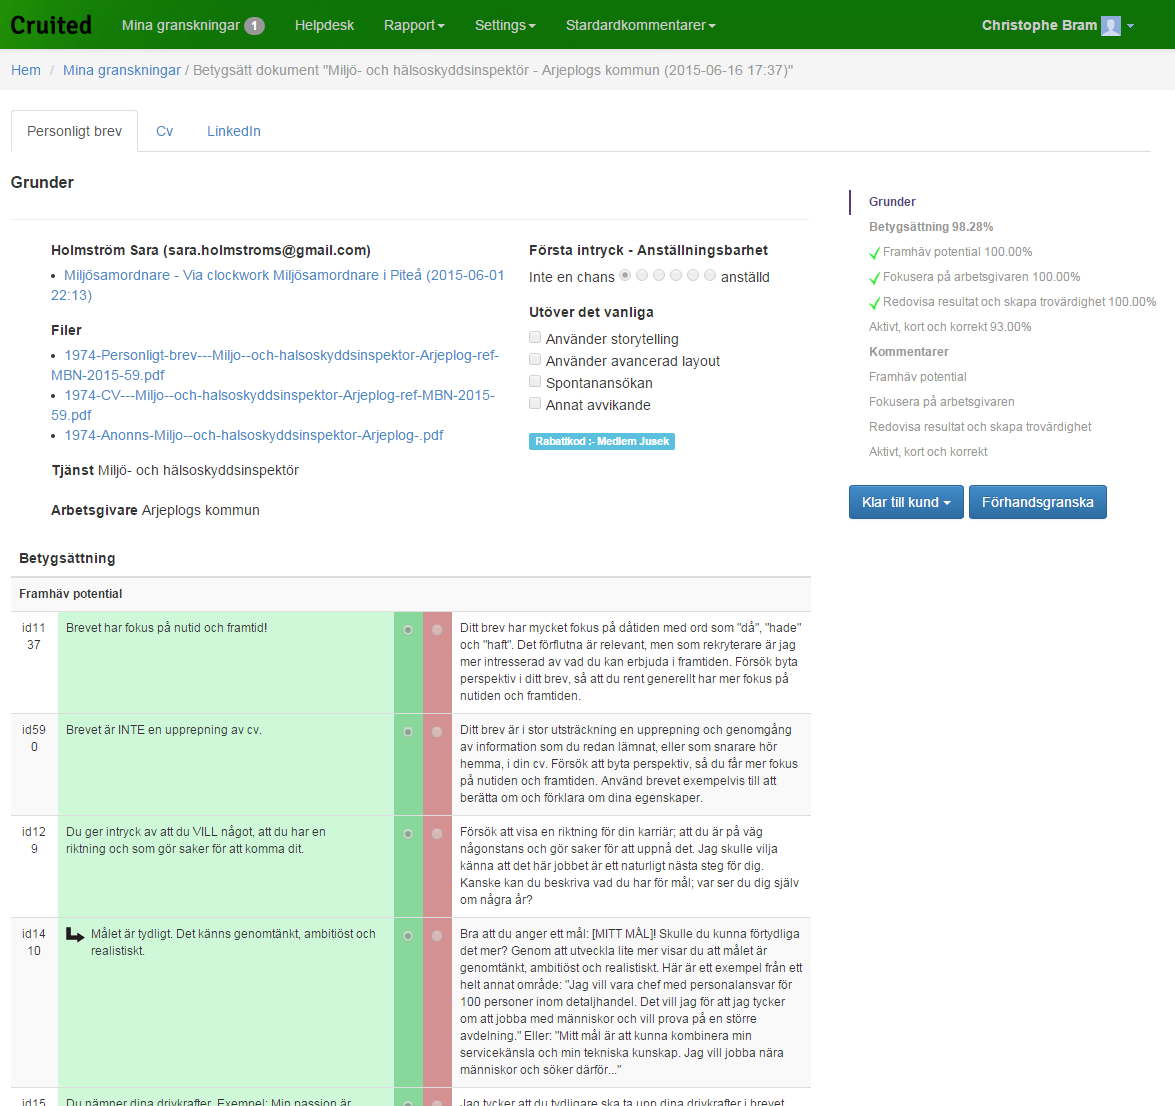 Cruited Mina granskningar 1 Helpdesk Rapport Settings Stardardkommentarer Christophe Bram
Hem / Mina granskningar / Betygsätt dokument "Miljö- och hälsoskyddsinspektör - Arjeplogs kommun (2015-06-16 17:37)"
Personligt brev Cv LinkedIn
Grunder
Holmström Sara (sara.holmstroms@gmail.com)
• Miljösamordnare - Via clockwork Miljösamordnare i Piteå (2015-06-01
22:13)
Filer
• 1974-Personligt-brev---Miljo--och-halsoskyddsinspektor-Arjeplog-ref-
MBN-2015-59.pdf
• 1974-CV---Miljo--och-halsoskyddsinspektor-Arjeplog-ref-MBN-2015-
59.pdf
• 1974-Anonns-Miljo--och-halsoskyddsinspektor-Arjeplog-.pdf
Tjänst Miljö- och hälsoskyddsinspektör
Arbetsgivare Arjeplogs kommun
Första intryck - Anställningsbarhet
Inte en chans anställd
Utöver det vanliga
Använder storytelling
Använder avancerad layout
Spontanansökan
Annat avvikande
Rabattkod :- Medlem Jusek
Grunder
Betygsättning 98.28%
Framhäv potential 100.00%
Fokusera på arbetsgivaren 100.00%
Redovisa resultat och skapa trovärdighet 100.00%
Aktivt, kort och korrekt 93.00%
Kommentarer
Framhäv potential
Fokusera på arbetsgivaren
Redovisa resultat och skapa trovärdighet
Aktivt, kort och korrekt
Klar till kund Förhandsgranska
Betygsättning
Framhäv potential
id11
37
Brevet har fokus på nutid och framtid!
Ditt brev har mycket fokus på dåtiden med ord som "då", "hade"
och "haft". Det förflutna är relevant, men som rekryterare är jag
mer intresserad av vad du kan erbjuda i framtiden. Försök byta
perspektiv i ditt brev, så att du rent generellt har mer fokus på
nutiden och framtiden.
id59
0
Brevet är INTE en upprepning av cv.
Ditt brev är i stor utsträckning en upprepning och genomgång
av information som du redan lämnat, eller som snarare hör
hemma, i din cv. Försök att byta perspektiv, så du får mer fokus
på nutiden och framtiden. Använd brevet exempelvis till att
berätta om och förklara om dina egenskaper.
id12
9
Du ger intryck av att du VILL något, att du har en
riktning och som gör saker för att komma dit.
Försök att visa en riktning för din karriär; att du är på väg
någonstans och gör saker för att uppnå det. Jag skulle vilja
känna att det här jobbet är ett naturligt nästa steg för dig.
Kanske kan du beskriva vad du har för mål; var ser du dig själv
om några år?
id14
10
Målet är tydligt. Det känns genomtänkt, ambitiöst och
realistiskt.
Bra att du anger ett mål: [MITT MÅL]! Skulle du kunna förtydliga
det mer? Genom att utveckla lite mer visar du att målet är
genomtänkt, ambitiöst och realistiskt. Här är ett exempel från ett
helt annat område: "Jag vill vara chef med personalansvar för
100 personer inom detaljhandel. Det vill jag för att jag tycker
om att jobba med människor och vill prova på en större
avdelning." Eller: "Mitt mål är att kunna kombinera min
servicekänsla och min tekniska kunskap. Jag vill jobba nära
människor och söker därför..."
id15
Du nämner dina drivkrafter. Exempel: Min passion är
Jag tycker att du tydligare ska ta upp dina drivkrafter i brevet.